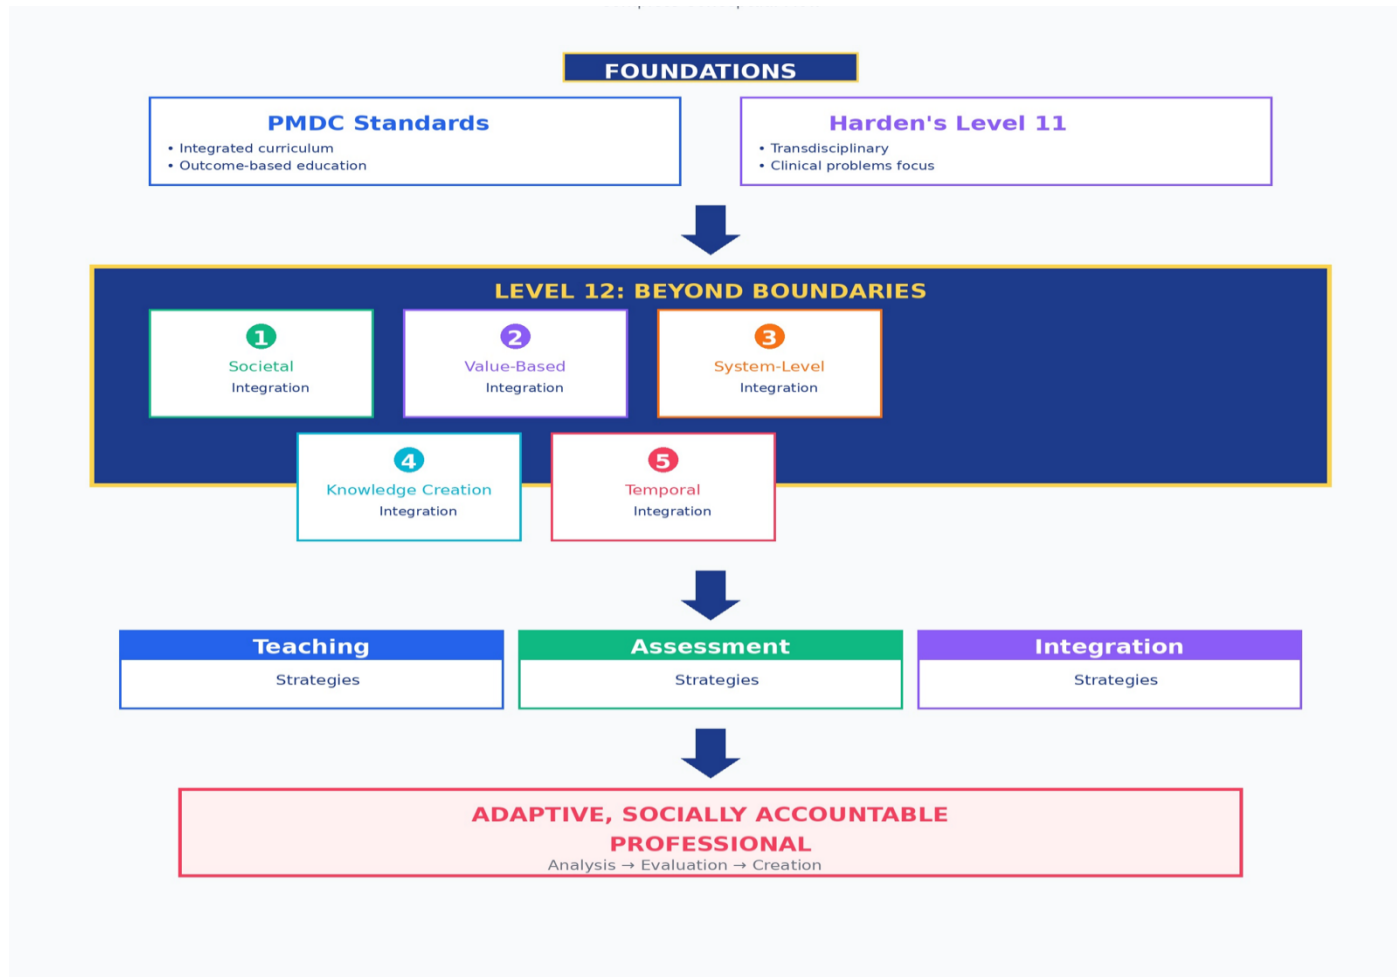 FOUNDATIONS
PMDC Standards
• Integrated curriculum
• Outcome-based education
Harden's Level 11
• Transdisciplinary
• Clinical problems focus
LEVEL 12: BEYOND BOUNDARIES
1
Societal
Integration
2
Value-Based
Integration
3
System-Level
Integration
4
Knowledge Creation
Integration
5
Temporal
Integration
Teaching
Strategies
Assessment
Strategies
Integration
Strategies
ADAPTIVE, SOCIALLY ACCOUNTABLE
PROFESSIONAL
Analysis → Evaluation → Creation